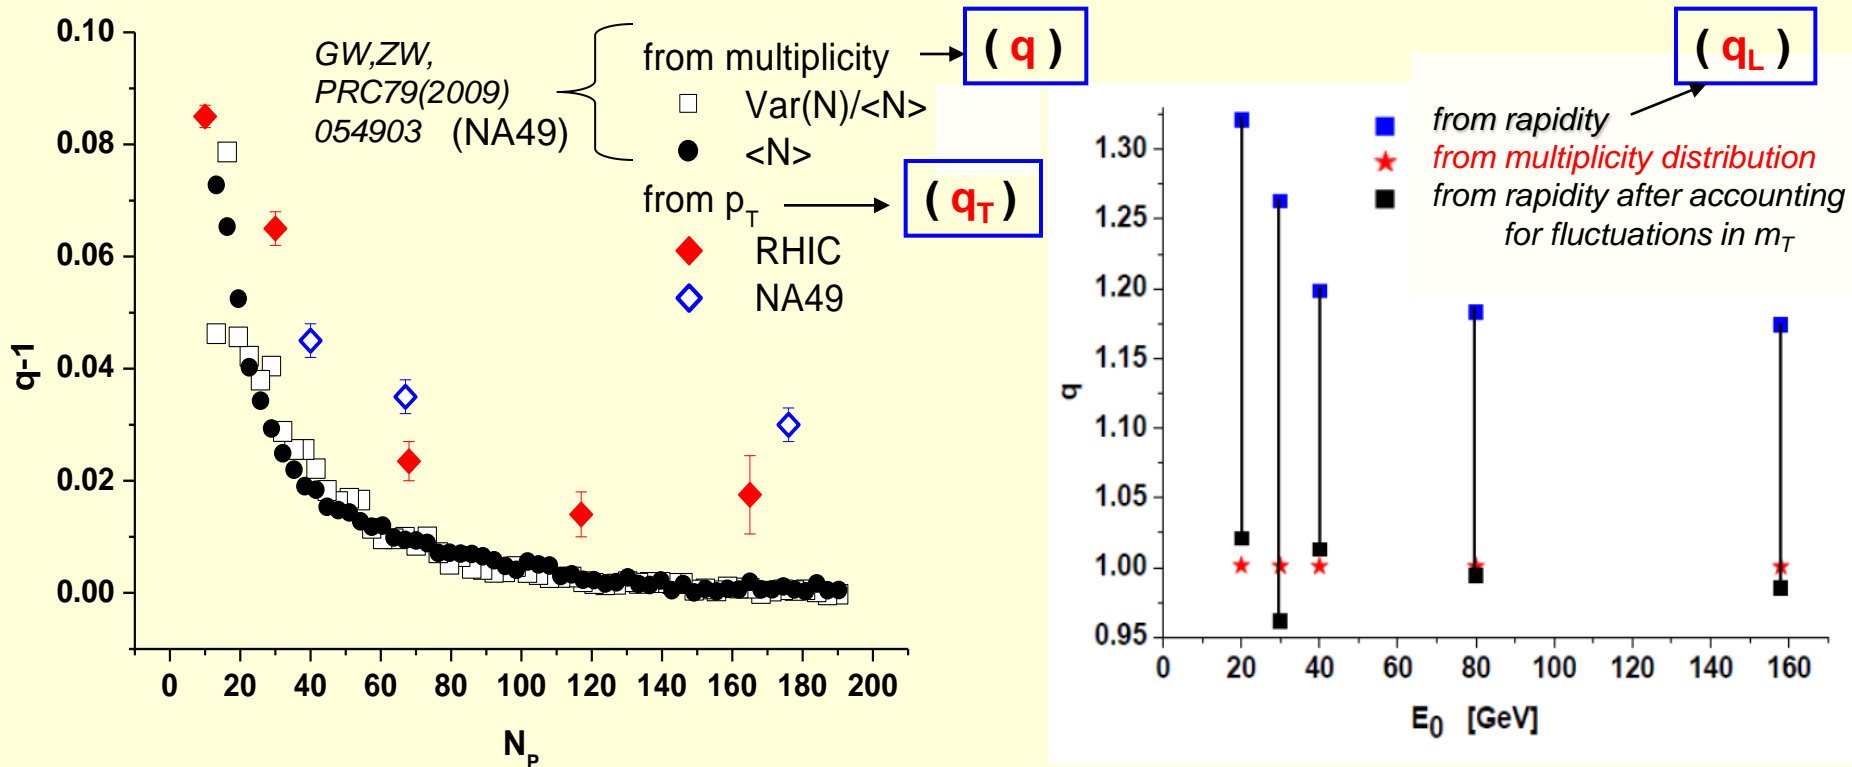 GW,ZW,
PRC79(2009)
054903 (NA49)
from multiplicity
( q )
Var(N)/<N>
<N>
from pT
( qT )
RHIC
NA49
0.10
0.08
0.06
0.04
0.02
0.00
q-1
0 20 40 60 80 100 120 140 160 180 200
NP
( qL )
from rapidity
from multiplicity distribution
from rapidity after accounting
for fluctuations in mT
1.30
1.25
1.20
1.15
1.10
1.05
1.00
0.95
q
0 20 40 60 80 100 120 140 160
E0 [GeV]